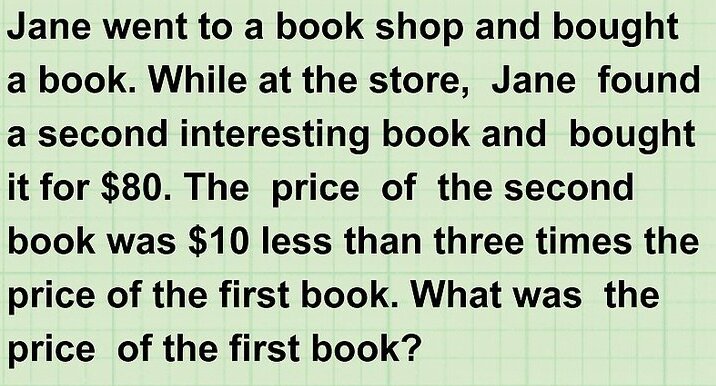 Jane went to a book shop and bought
a book. While at the store, Jane found
a second interesting book and bought
it for $80. The price of the second
book was $10 less than three times the
price of the first book. What was the
price of the first book?